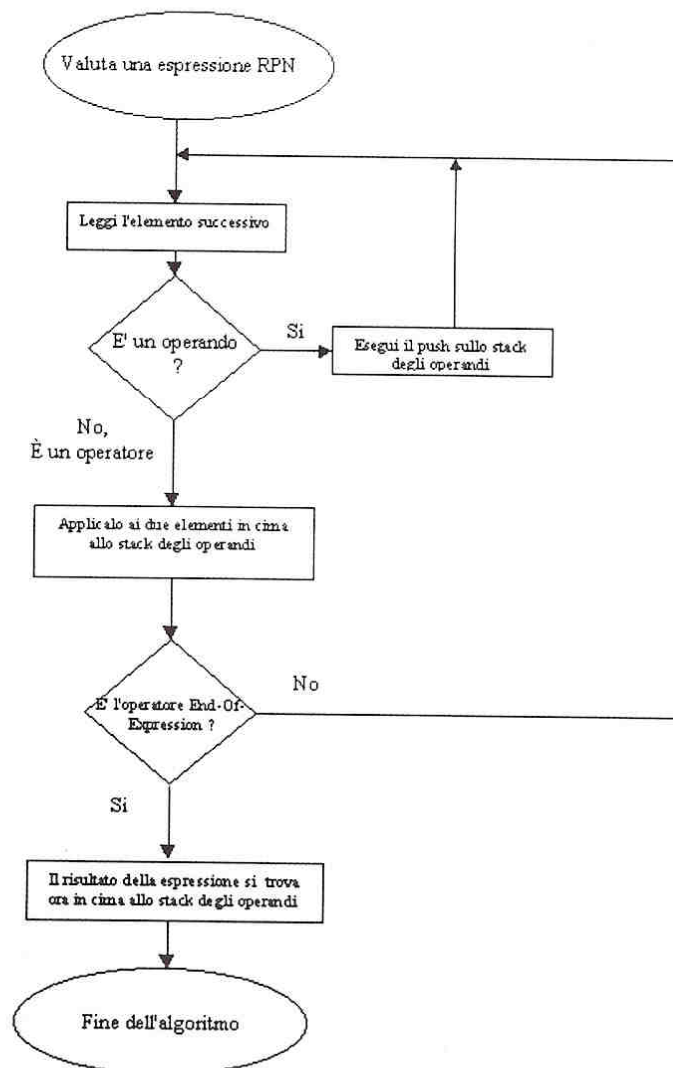 Valuta una espressione RPN
Leggi l'elemento successivo
E' un operando
?
Si
Esegui il push sullo stack
degli operandi
No,
È un operatore
Applicalo ai due elementi in cima
allo stack degli operandi
E' l'operatore End-Of-
Expression ?
No
Si
Il risultato della espressione si trova
ora in cima allo stack degli operandi
Fine dell'algoritmo